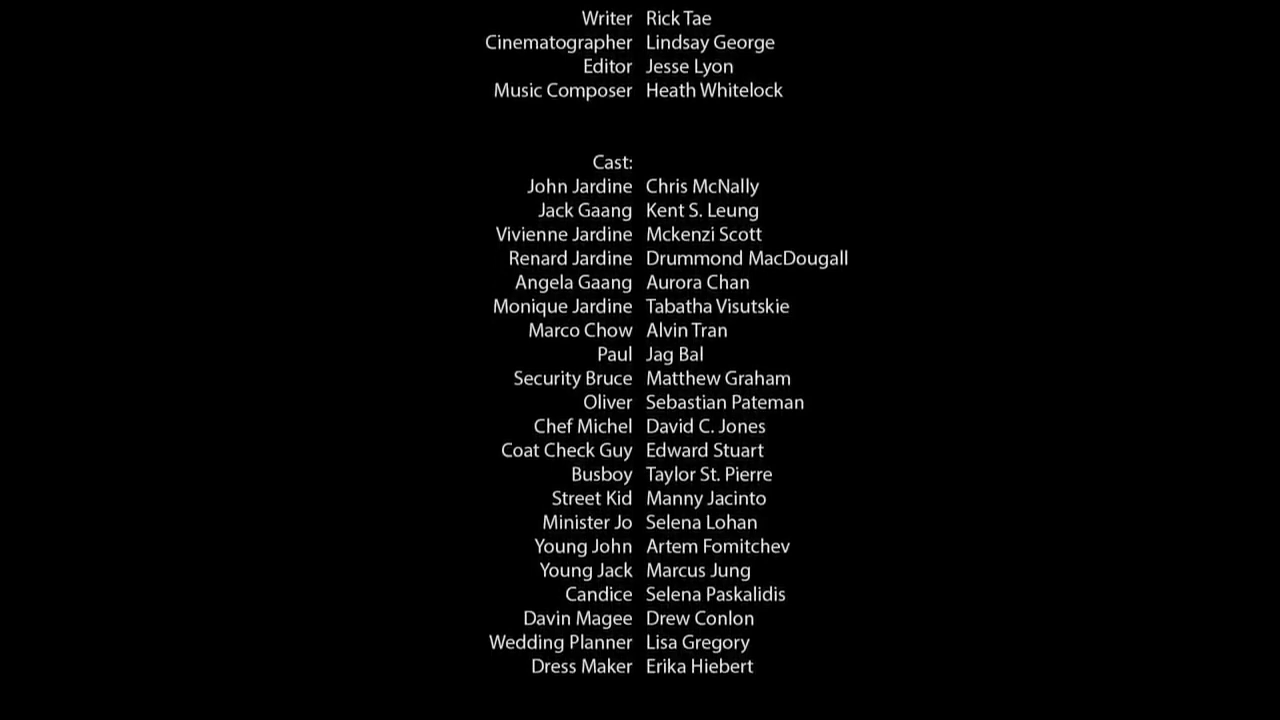 Writer Rick Tae
Cinematographer Lindsay George
Editor Jesse Lyon
Music Composer Heath Whitelock
Cast:
John Jardine Chris McNally
Jack Gaang Kent S. Leung
Vivienne Jardine Mckenzi Scott
Renard Jardine Drummond MacDougall
Angela Gaang Aurora Chan
Monique Jardine Tabatha Visutskie
Marco Chow Alvin Tran
Paul Jag Bal
Security Bruce Matthew Graham
Oliver Sebastian Pateman
Chef Michel David C. Jones
Coat Check Guy Edward Stuart
Busboy Taylor St. Pierre
Street Kid Manny Jacinto
Minister Jo Selena Lohan
Young John Artem Fomitchev
Young Jack Marcus Jung
Candice Selena Paskalidis
Davin Magee Drew Conlon
Wedding Planner Lisa Gregory
Dress Maker Erika Hiebert